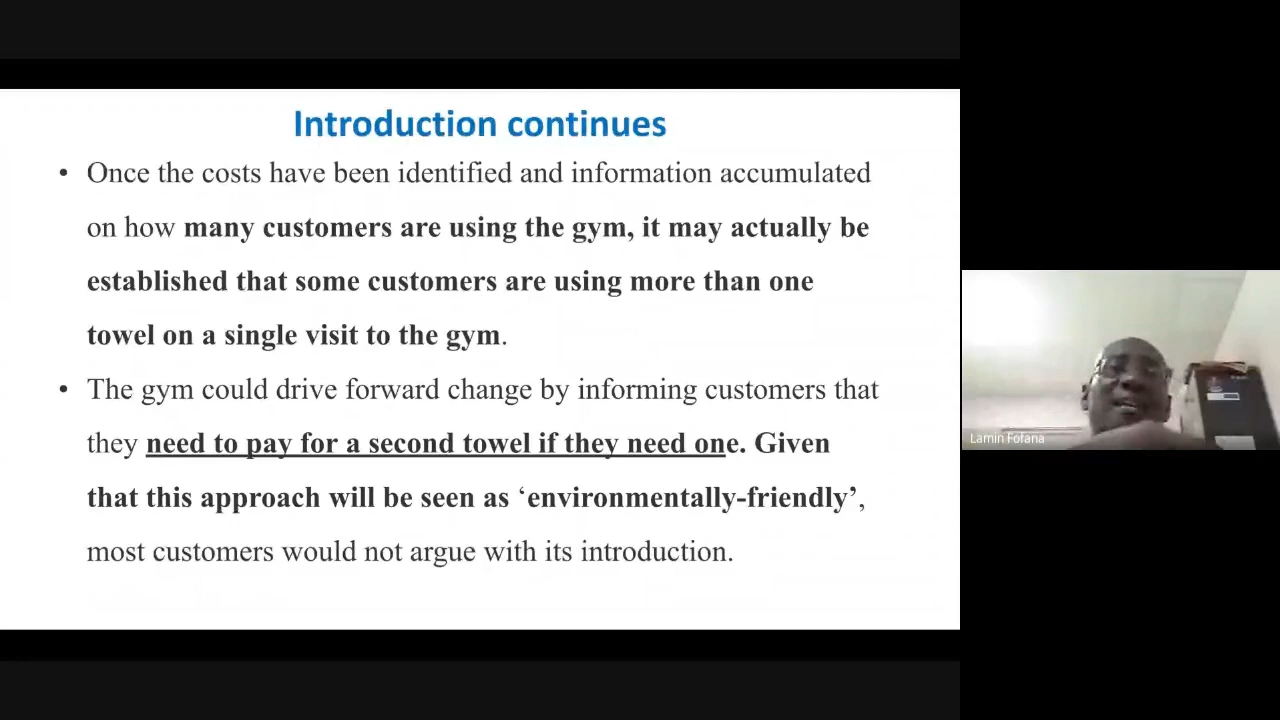 Introduction continues
• Once the costs have been identified and information accumulated
on how many customers are using the gym, it may actually be
established that some customers are using more than one
towel on a single visit to the gym.
• The gym could drive forward change by informing customers that
they need to pay for a second towel if they need one. Given
that this approach will be seen as ‘environmentally-friendly’,
most customers would not argue with its introduction.
Lamin Fofana